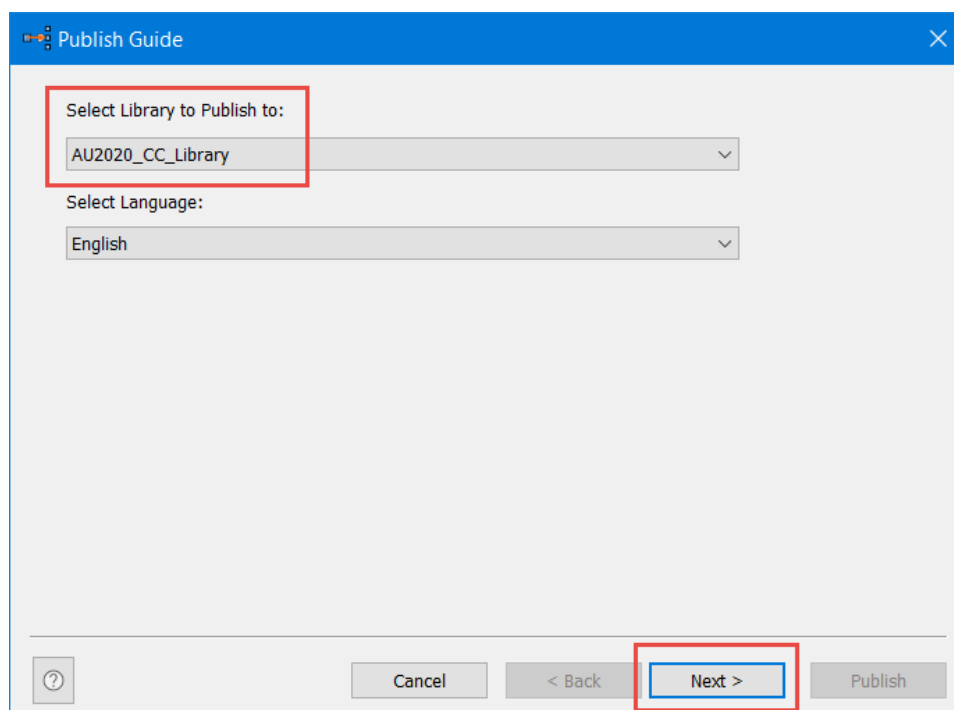 Publish Guide
Select Library to Publish to:
AU2020_CC_Library
Select Language:
English
? Cancel < Back Next > Publish